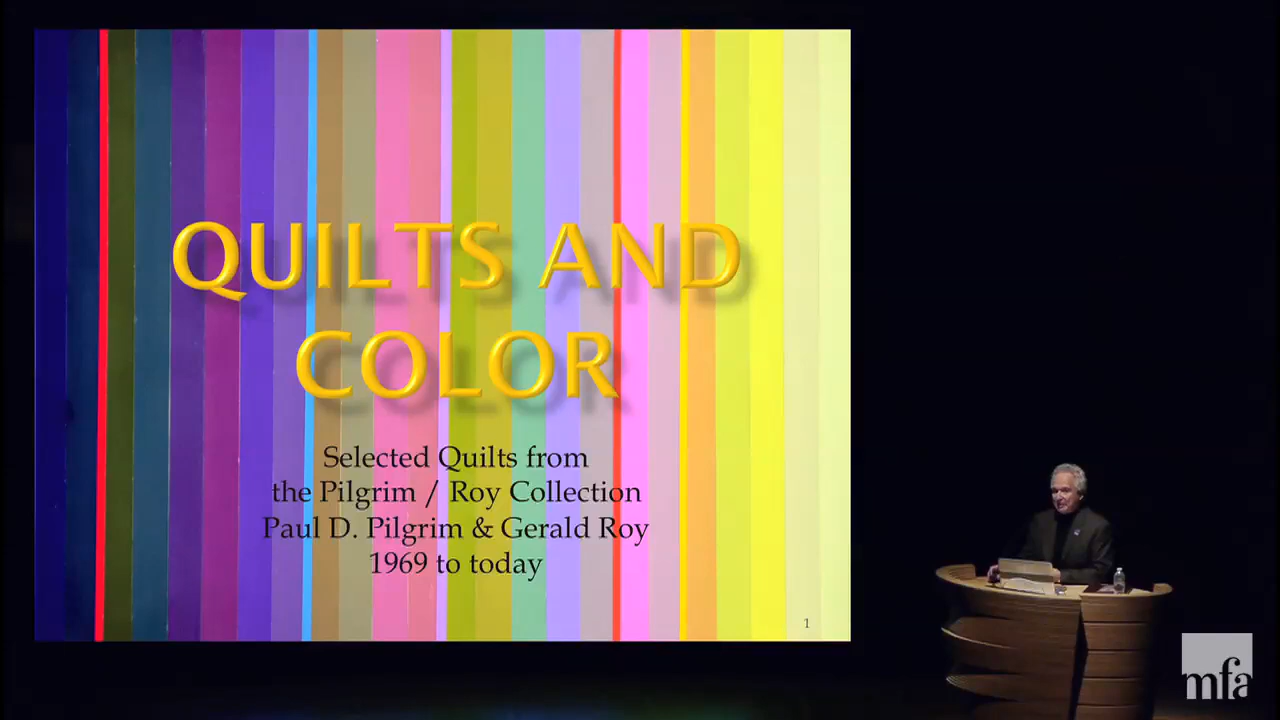 QUILTS AND
COLOR
Selected Quilts from
the Pilgrim / Roy Collection
Paul D. Pilgrim & Gerald Roy
1969 to today
1
mfa